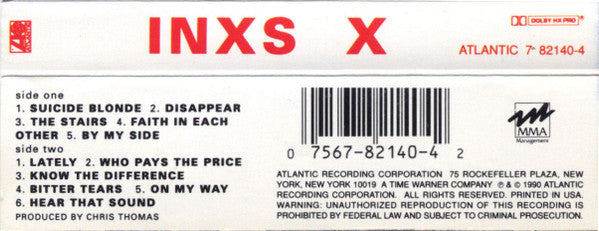 INXS X
DOLBY HX PRO
ATLANTIC 7 82140-4
side one
1. SUICIDE BLONDE 2. DISAPPEAR
3. THE STAIRS 4. FAITH IN EACH
OTHER 5. BY MY SIDE
side two
1. LATELY 2. WHO PAYS THE PRICE
3. KNOW THE DIFFERENCE
4. BITTER TEARS 5. ON MY WAY
6. HEAR THAT SOUND
PRODUCED BY CHRIS THOMAS
0 7567-82140-4 2
MMA
Management
ATLANTIC RECORDING CORPORATION 75 ROCKEFELLER PLAZA, NEW
YORK, NEW YORK 10019 A TIME WARNER COMPANY ℗ & © 1990 ATLANTIC
RECORDING CORPORATION. ALL RIGHTS RESERVED. PRINTED IN USA.
WARNING: UNAUTHORIZED REPRODUCTION OF THIS RECORDING IS
PROHIBITED BY FEDERAL LAW AND SUBJECT TO CRIMINAL PROSECUTION.